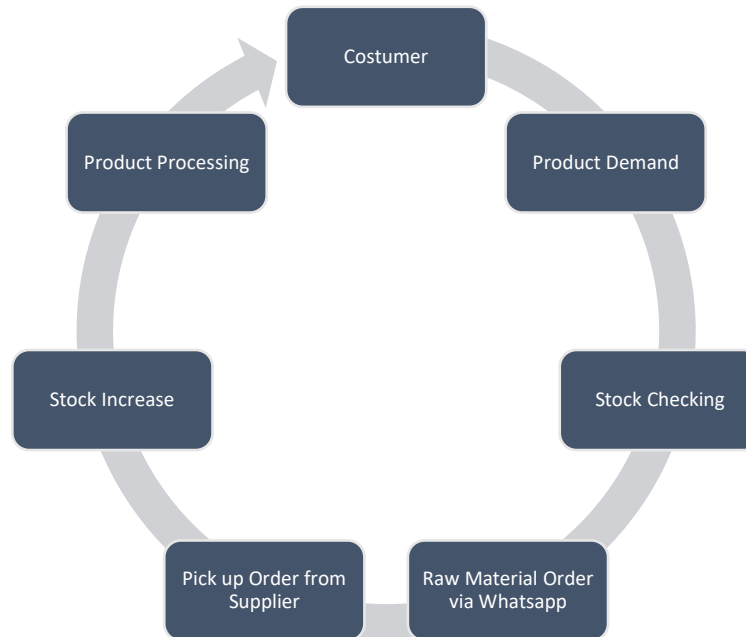 Costumer
Product Demand
Stock Checking
Raw Material Order
via Whatsapp
Pick up Order from
Supplier
Stock Increase
Product Processing